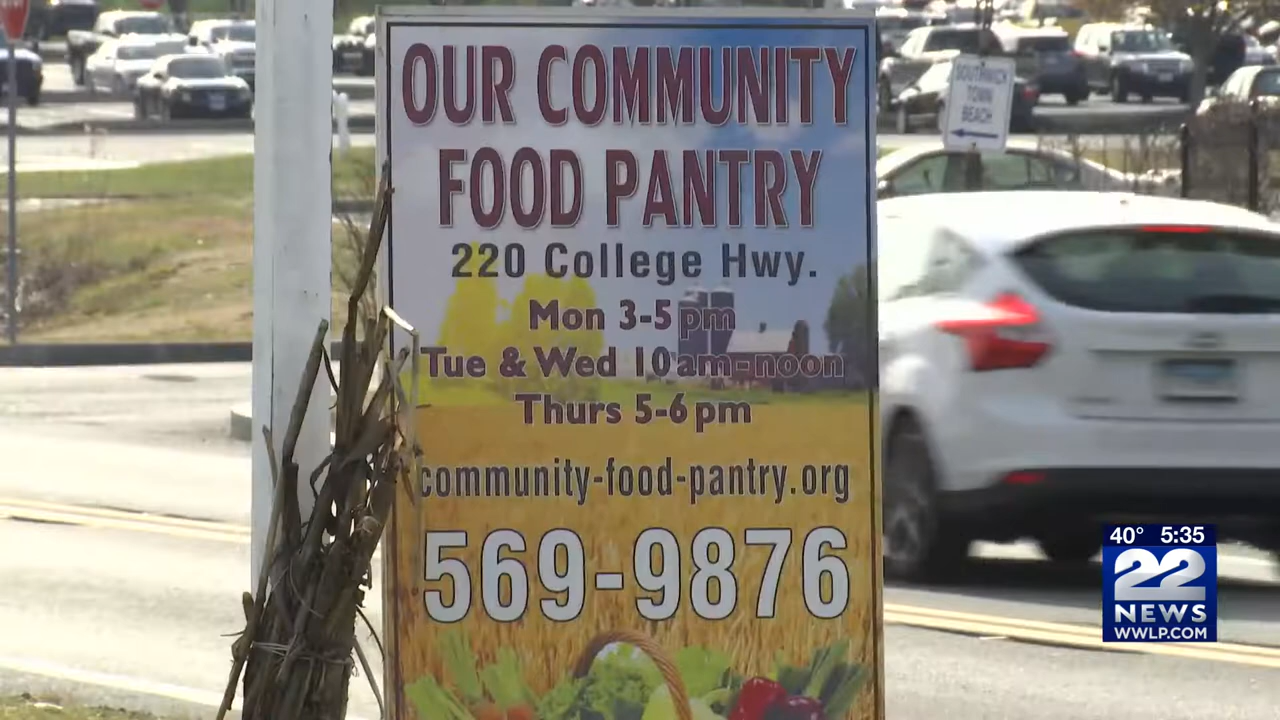 OUR COMMUNITY
FOOD PANTRY
220 College Hwy.
Mon 3-5 pm
Tue & Wed 10 am-noon
Thurs 5-6 pm
community-food-pantry.org
569-9876
SOUTHWICK
TOWN
BEACH
40° 5:35
22
NEWS
WWLP.COM